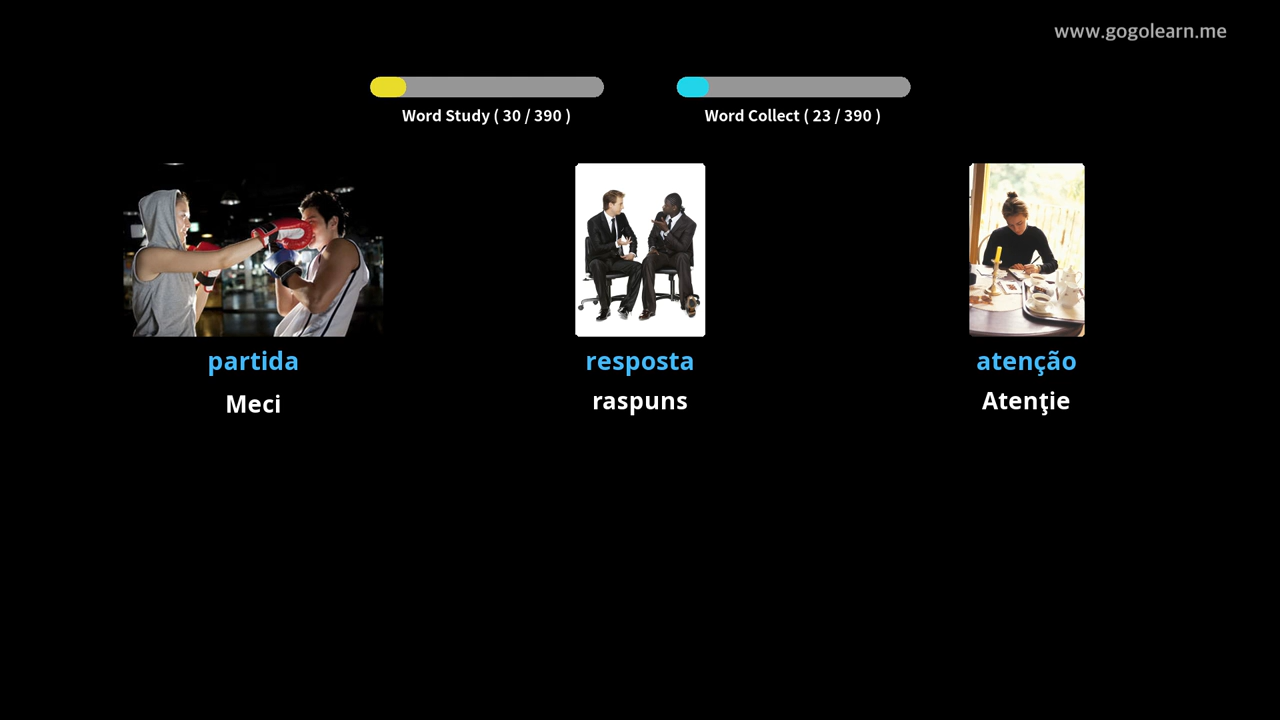 www.gogolearn.me
Word Study ( 30 / 390 )
Word Collect ( 23 / 390 )
partida
resposta
atenção
Meci
raspuns
Atenţie